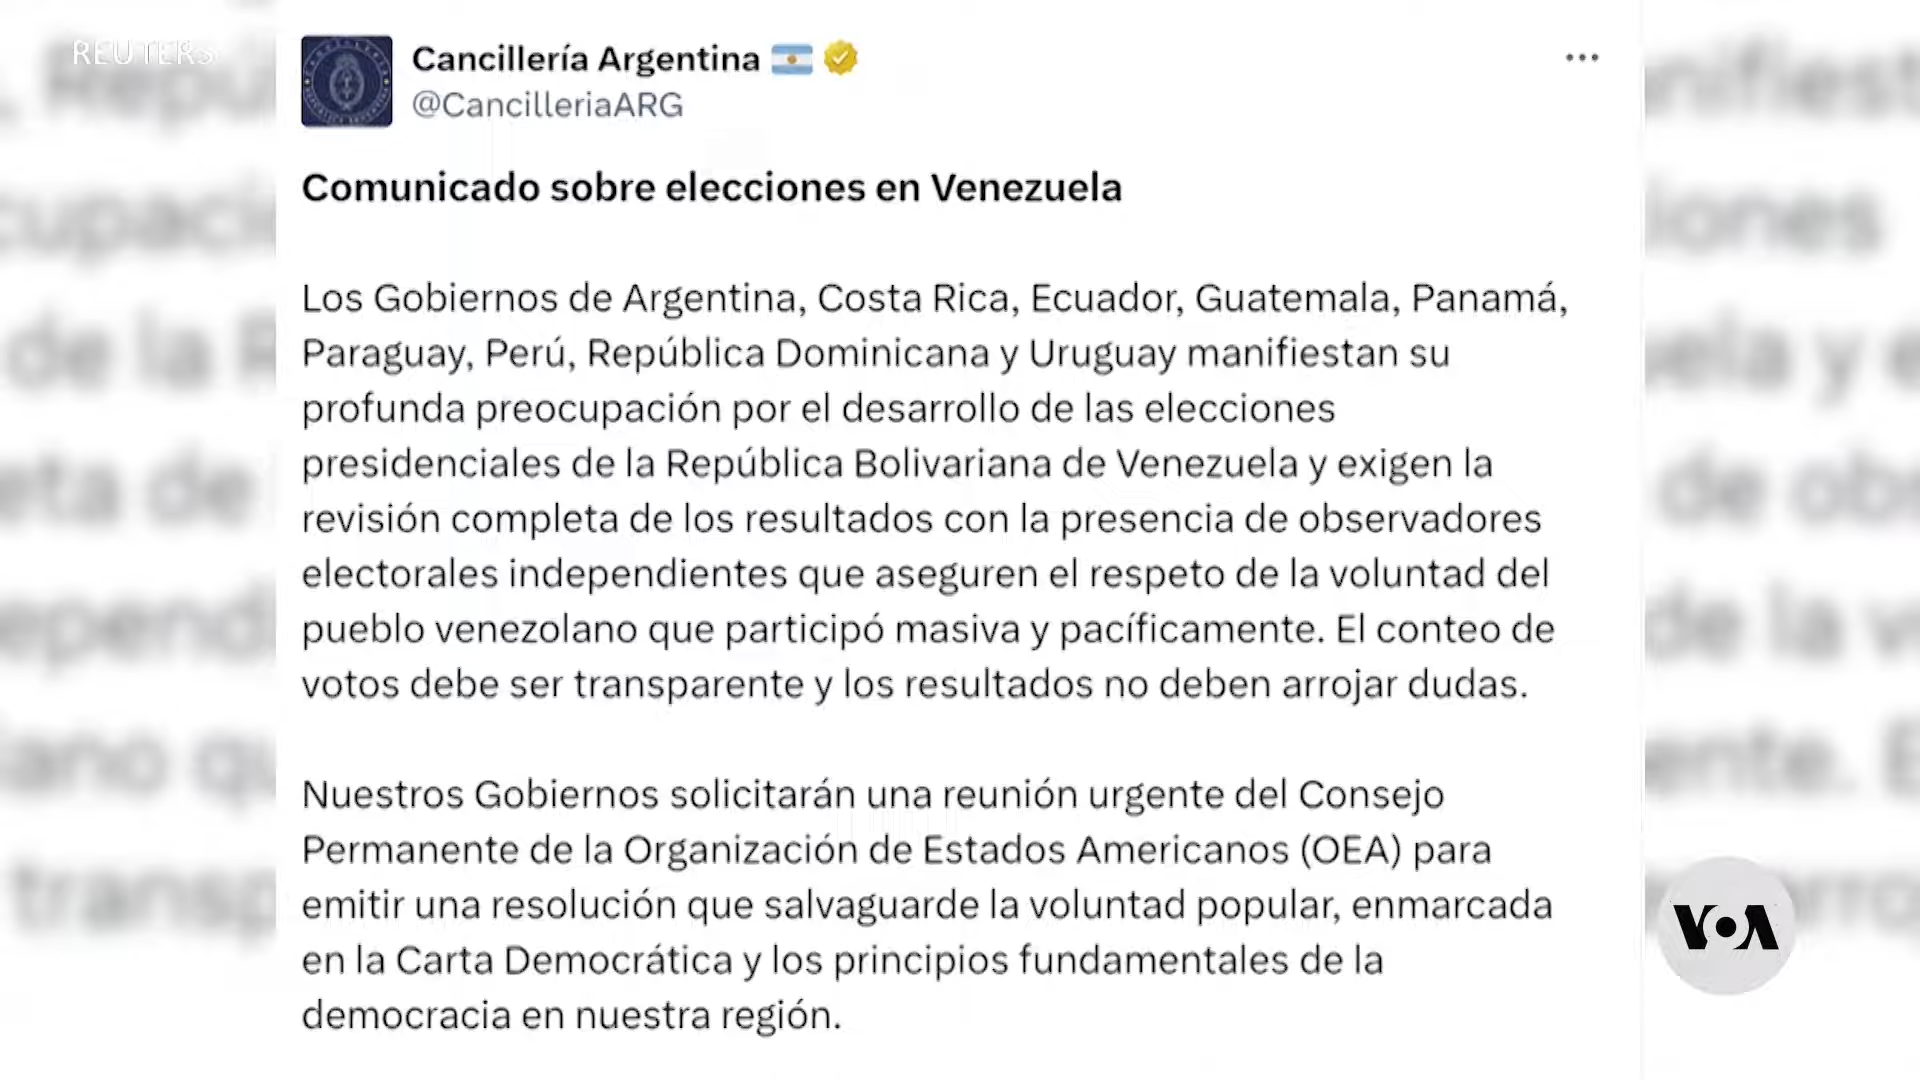 REUTERS
Cancillería Argentina
@CancilleriaARG
Comunicado sobre elecciones en Venezuela
Los Gobiernos de Argentina, Costa Rica, Ecuador, Guatemala, Panamá,
Paraguay, Perú, República Dominicana y Uruguay manifiestan su
profunda preocupación por el desarrollo de las elecciones
presidenciales de la República Bolivariana de Venezuela y exigen la
revisión completa de los resultados con la presencia de observadores
electorales independientes que aseguren el respeto de la voluntad del
pueblo venezolano que participó masiva y pacíficamente. El conteo de
votos debe ser transparente y los resultados no deben arrojar dudas.
Nuestros Gobiernos solicitarán una reunión urgente del Consejo
Permanente de la Organización de Estados Americanos (OEA) para
emitir una resolución que salvaguarde la voluntad popular, enmarcada
en la Carta Democrática y los principios fundamentales de la
democracia en nuestra región.
VOA